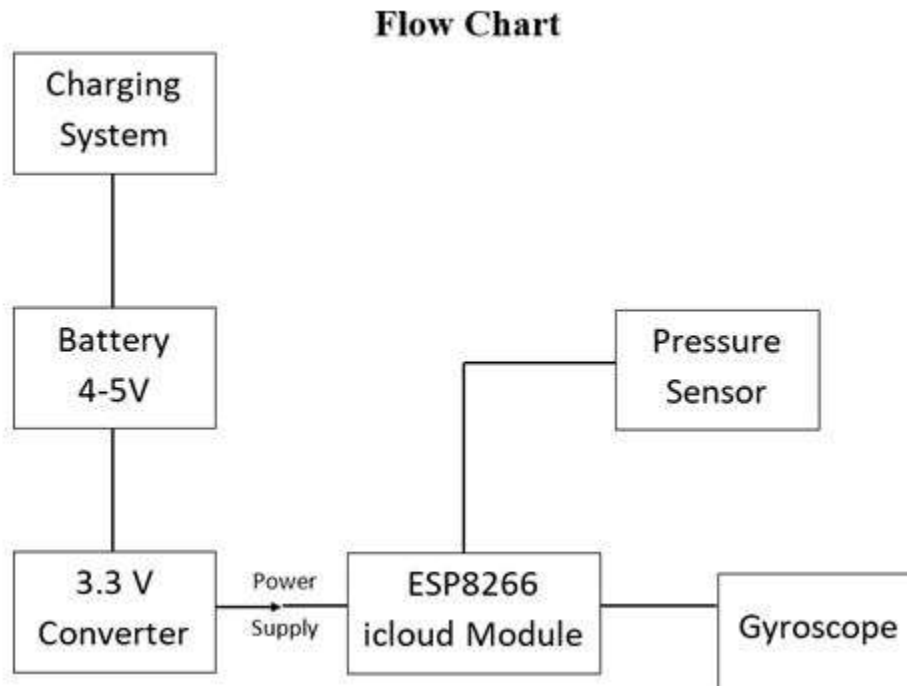 Flow Chart
Charging
System
Battery
4-5V
Pressure
Sensor
3.3 V
Converter
Power
Supply
ESP8266
icloud Module
Gyroscope